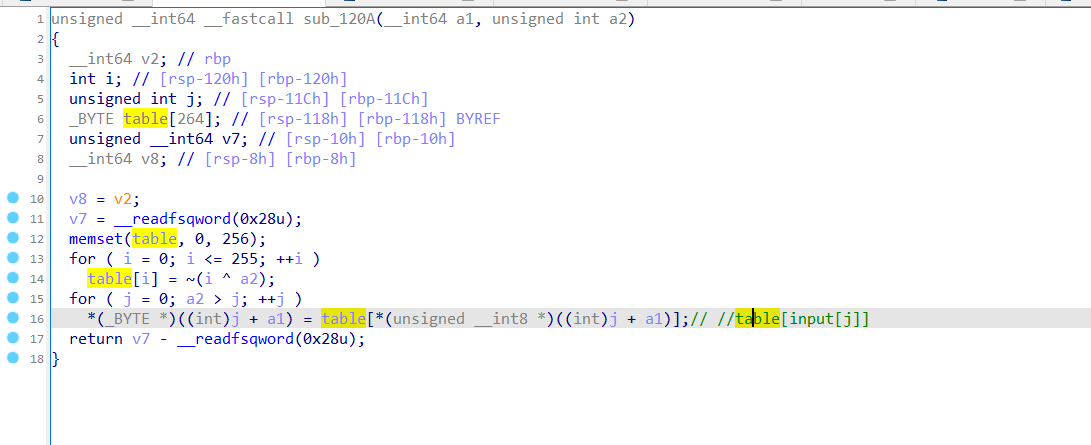 1 unsigned __int64 __fastcall sub_120A(__int64 a1, unsigned int a2)
2 {
3 __int64 v2; // rbp
4 int i; // [rsp-120h] [rbp-120h]
5 unsigned int j; // [rsp-11Ch] [rbp-11Ch]
6 _BYTE table[264]; // [rsp-118h] [rbp-118h] BYREF
7 unsigned __int64 v7; // [rsp-10h] [rbp-10h]
8 __int64 v8; // [rsp-8h] [rbp-8h]
9
10 v8 = v2;
11 v7 = __readfsqword(0x28u);
12 memset(table, 0, 256);
13 for ( i = 0; i <= 255; ++i )
14 table[i] = ~(i ^ a2);
15 for ( j = 0; a2 > j; ++j )
16 *(_BYTE *)((int)j + a1) = table[*(unsigned __int8 *)((int)j + a1)];// //table[input[j]]
17 return v7 - __readfsqword(0x28u);
18 }